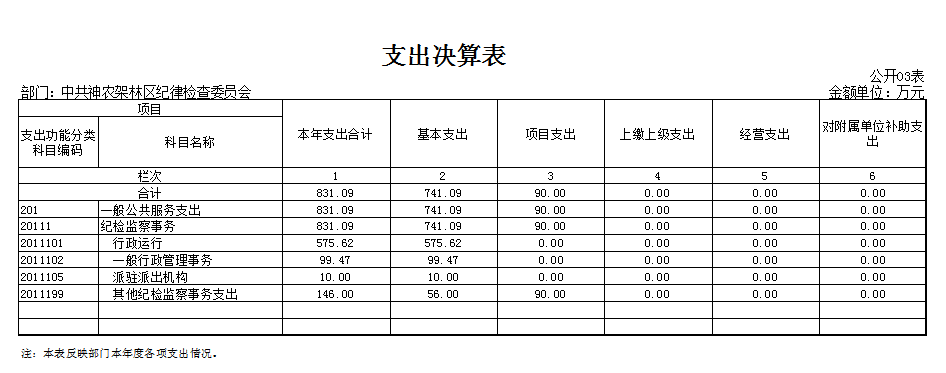 支出决算表
公开03表
部门：中共神农架林区纪律检查委员会 金额单位：万元
项目 本年支出合计 基本支出 项目支出 上缴上级支出 经营支出 对附属单位补助支出
支出功能分类科目编码 科目名称
栏次 1 2 3 4 5 6
合计 831.09 741.09 90.00 0.00 0.00 0.00
201 一般公共服务支出 831.09 741.09 90.00 0.00 0.00 0.00
20111 纪检监察事务 831.09 741.09 90.00 0.00 0.00 0.00
2011101 行政运行 575.62 575.62 0.00 0.00 0.00 0.00
2011102 一般行政管理事务 99.47 99.47 0.00 0.00 0.00 0.00
2011105 派驻派出机构 10.00 10.00 0.00 0.00 0.00 0.00
2011199 其他纪检监察事务支出 146.00 56.00 90.00 0.00 0.00 0.00
注：本表反映部门本年度各项支出情况。